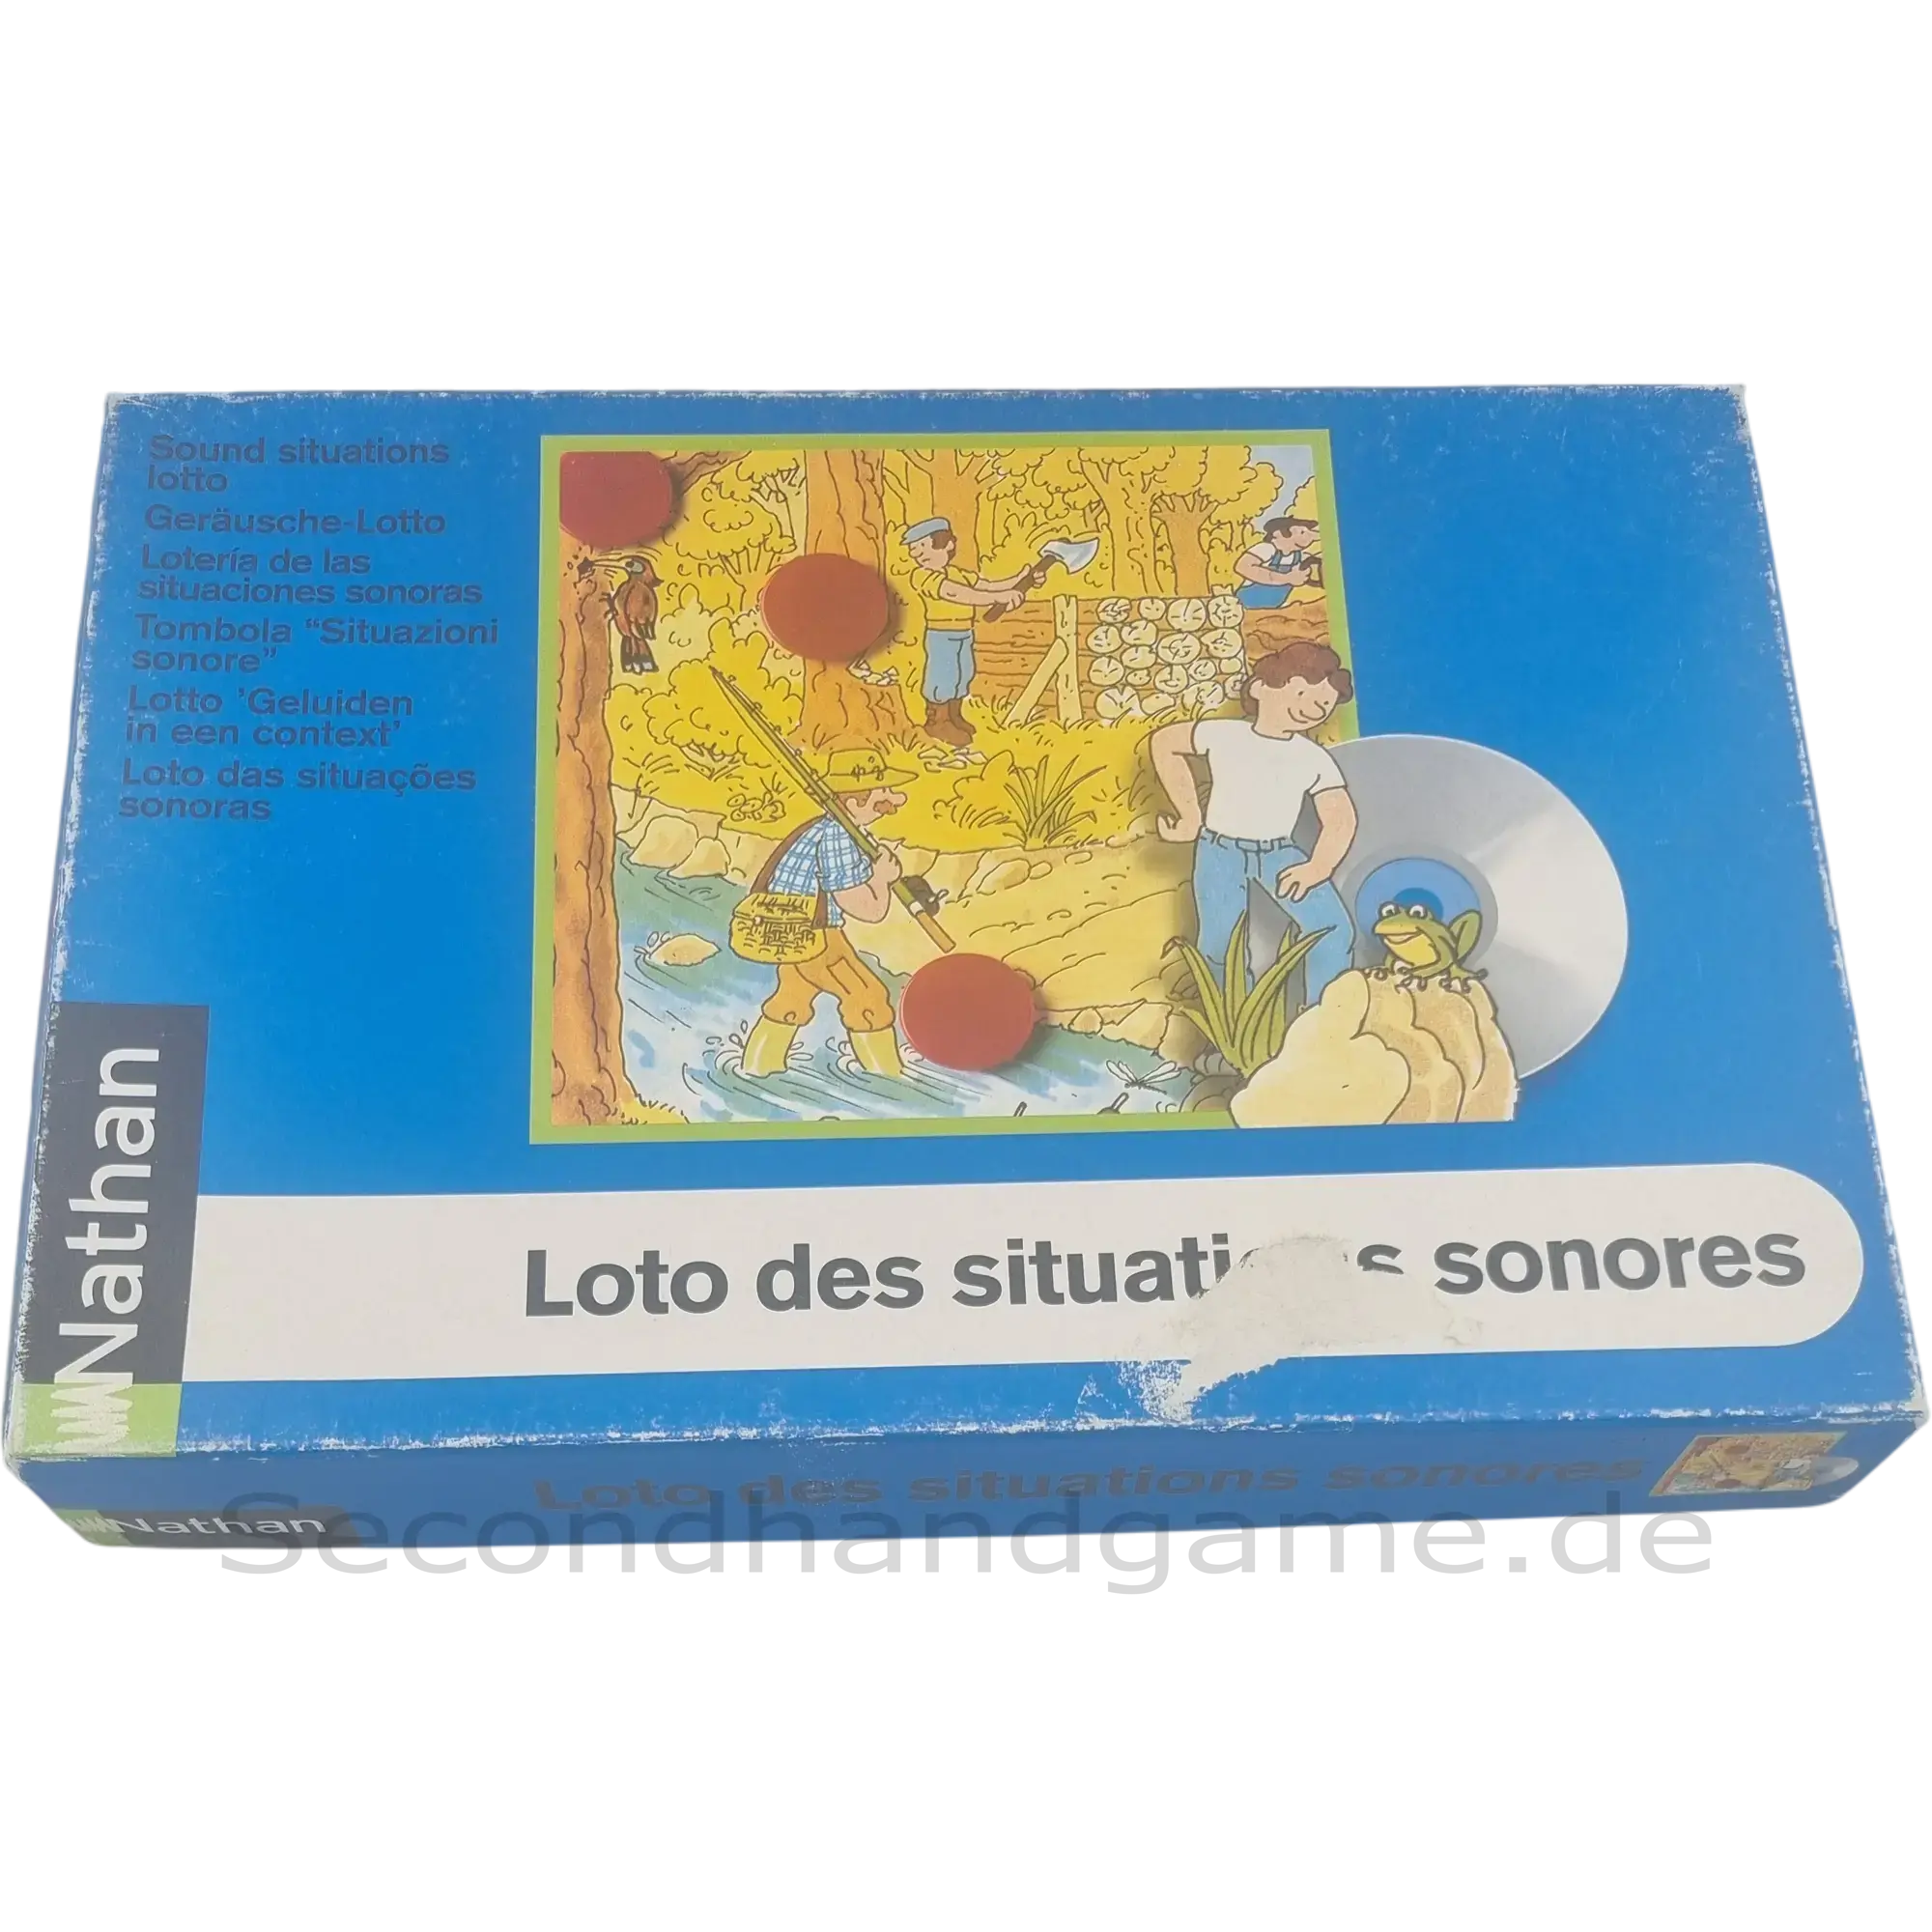 Sound situations
lotto
Geräusche-Lotto
Lotería de las
situaciones sonoras
Tombola “Situazioni
sonore”
Lotto ’Geluiden
in een context’
Loto das situações
sonoras
Nathan
Loto des sonores
Loto des situations sonores
Nathan
Secondhandgame.de